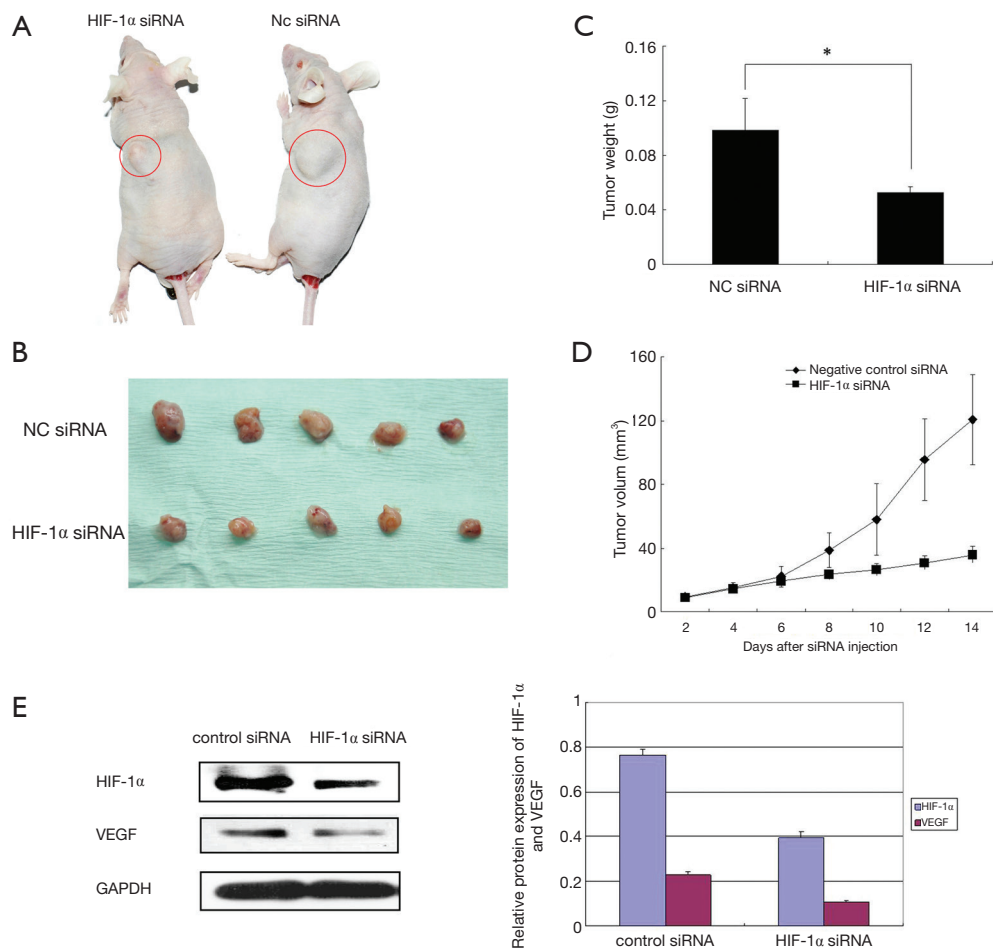 A
HIF-1α siRNA
Nc siRNA
B
NC siRNA
HIF-1α siRNA
C
Tumor weight (g)
0.16
0.12
0.08
0.04
0
*
NC siRNA
HIF-1α siRNA
D
Tumor volum (mm³)
160
120
80
40
0
Negative control siRNA
HIF-1α siRNA
2 4 6 8 10 12 14
Days after siRNA injection
E
control siRNA
HIF-1α siRNA
HIF-1α
VEGF
GAPDH
Relative protein expression of HIF-1α
and VEGF
1
0.8
0.6
0.4
0.2
0
HIF-1α
VEGF
control siRNA
HIF-1α siRNA